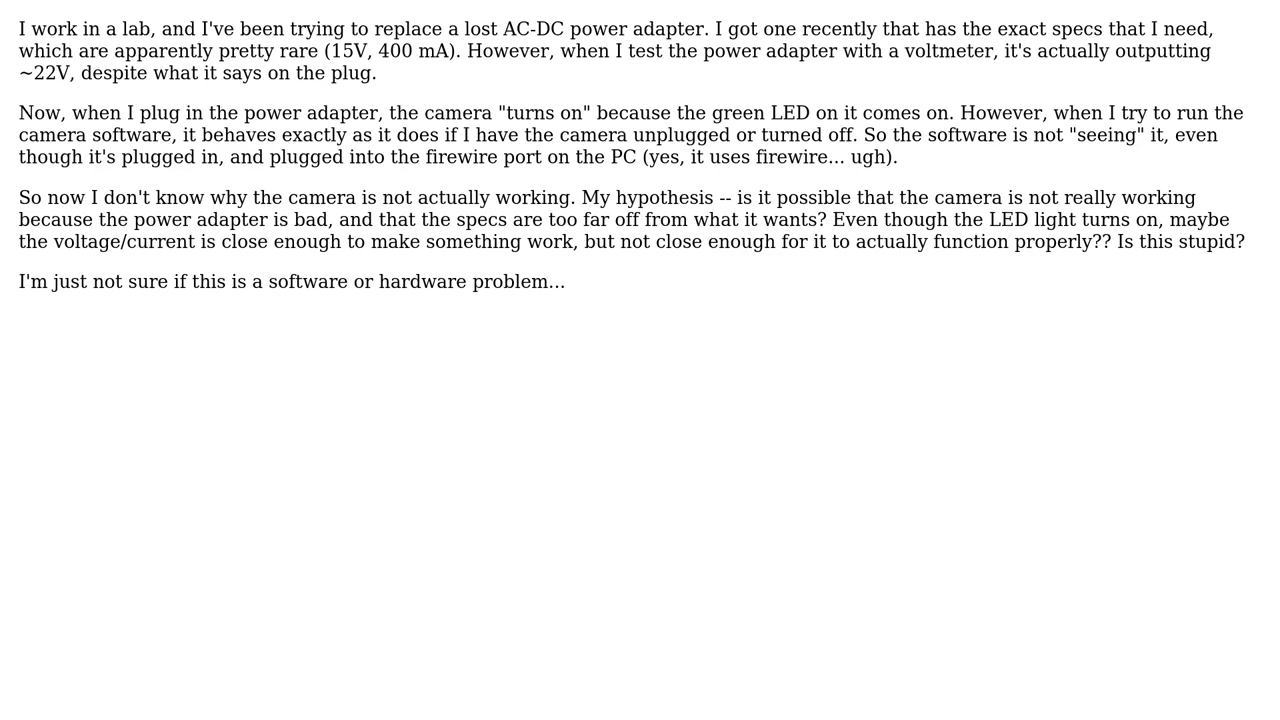 I work in a lab, and I've been trying to replace a lost AC-DC power adapter. I got one recently that has the exact specs that I need,
which are apparently pretty rare (15V, 400 mA). However, when I test the power adapter with a voltmeter, it's actually outputting
~22V, despite what it says on the plug.
Now, when I plug in the power adapter, the camera "turns on" because the green LED on it comes on. However, when I try to run the
camera software, it behaves exactly as it does if I have the camera unplugged or turned off. So the software is not "seeing" it, even
though it's plugged in, and plugged into the firewire port on the PC (yes, it uses firewire... ugh).
So now I don't know why the camera is not actually working. My hypothesis -- is it possible that the camera is not really working
because the power adapter is bad, and that the specs are too far off from what it wants? Even though the LED light turns on, maybe
the voltage/current is close enough to make something work, but not close enough for it to actually function properly?? Is this stupid?
I'm just not sure if this is a software or hardware problem...